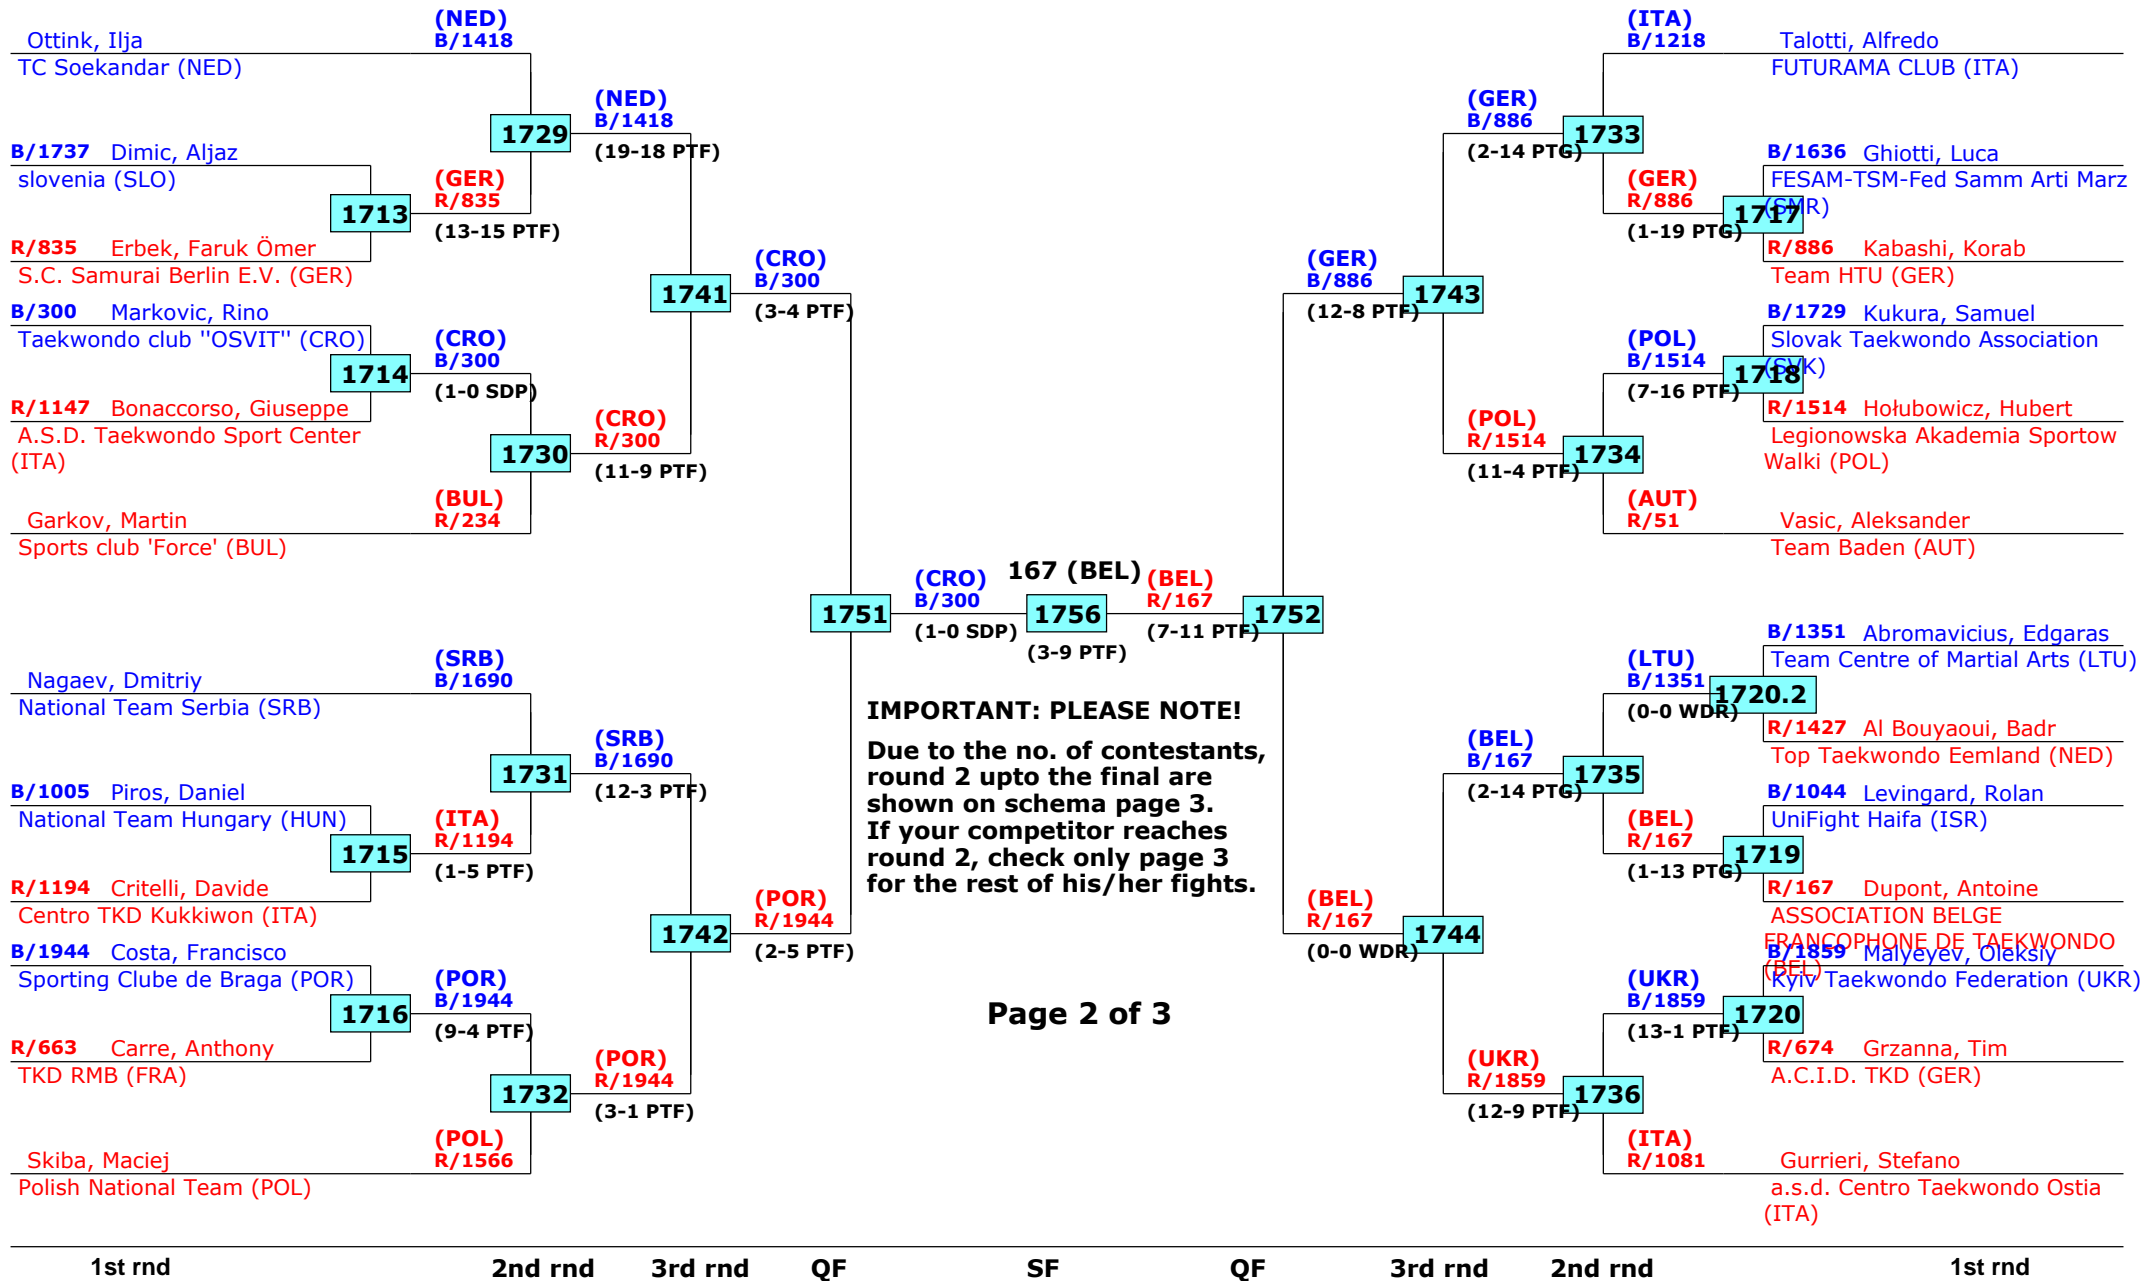 (NED)
B/1418
Ottink, Ilja
TC Soekandar (NED)
(NED)
B/1418
1729
(19-18 PTF)
B/1737 Dimic, Aljaz
slovenia (SLO)
(GER)
R/835
1713
(13-15 PTF)
R/835 Erbek, Faruk Ömer
S.C. Samurai Berlin E.V. (GER)
(CRO)
B/300
1741
(3-4 PTF)
B/300 Markovic, Rino
Taekwondo club "OSVIT" (CRO)
(CRO)
B/300
1714
(1-0 SDP)
R/1147 Bonaccorso, Giuseppe
A.S.D. Taekwondo Sport Center
(ITA)
(CRO)
R/300
1730
(11-9 PTF)
(BUL)
R/234
Garkov, Martin
Sports club 'Force' (BUL)
1751
(CRO)
B/300
(1-0 SDP)
167 (BEL)
1756
(3-9 PTF)
(BEL)
R/167
1752
(7-11 PTF)
(SRB)
B/1690
Nagaev, Dmitriy
National Team Serbia (SRB)
(SRB)
B/1690
1731
(12-3 PTF)
B/1005 Piros, Daniel
National Team Hungary (HUN)
(ITA)
R/1194
1715
(1-5 PTF)
R/1194 Critelli, Davide
Centro TKD Kukkiwon (ITA)
(POR)
R/1944
1742
(2-5 PTF)
B/1944 Costa, Francisco
Sporting Clube de Braga (POR)
(POR)
B/1944
1716
(9-4 PTF)
R/663 Carre, Anthony
TKD RMB (FRA)
(POR)
R/1944
1732
(3-1 PTF)
(POL)
R/1566
Skiba, Maciej
Polish National Team (POL)
IMPORTANT: PLEASE NOTE!
Due to the no. of contestants,
round 2 upto the final are
shown on schema page 3.
If your competitor reaches
round 2, check only page 3
for the rest of his/her fights.
Page 2 of 3
(ITA)
B/1218 Talotti, Alfredo
FUTURAMA CLUB (ITA)
(GER)
B/886
1733
(2-14 PTG)
B/1636 Ghiotti, Luca
FESAM-TSM-Fed Samm Arti Marz
(SMR)
(GER)
R/886
1717
(1-19 PTG)
R/886 Kabashi, Korab
Team HTU (GER)
(GER)
B/886
1743
(12-8 PTF)
B/1729 Kukura, Samuel
Slovak Taekwondo Association
(SVK)
(POL)
B/1514
1718
(7-16 PTF)
R/1514 Hołubowicz, Hubert
Legionowska Akademia Sportow
Walki (POL)
(POL)
R/1514
1734
(11-4 PTF)
(AUT)
R/51 Vasic, Aleksander
Team Baden (AUT)
B/1351 Abromavicius, Edgaras
Team Centre of Martial Arts (LTU)
(LTU)
B/1351
1720.2
(0-0 WDR)
R/1427 Al Bouyaoui, Badr
Top Taekwondo Eemland (NED)
(BEL)
B/167
1735
(2-14 PTG)
B/1044 Levingard, Rolan
UniFight Haifa (ISR)
(BEL)
R/167
1719
(1-13 PTG)
R/167 Dupont, Antoine
ASSOCIATION BELGE
FRANCOPHONE DE TAEKWONDO
(BEL)
(BEL)
R/167
1744
(0-0 WDR)
B/1859 Malyeyev, Oleksiy
Kyiv Taekwondo Federation (UKR)
(UKR)
B/1859
1720
(13-1 PTF)
R/674 Grzanna, Tim
A.C.I.D. TKD (GER)
(UKR)
R/1859
1736
(12-9 PTF)
(ITA)
R/1081 Gurrieri, Stefano
a.s.d. Centro Taekwondo Ostia
(ITA)
1st rnd 2nd rnd 3rd rnd QF SF QF 3rd rnd 2nd rnd 1st rnd